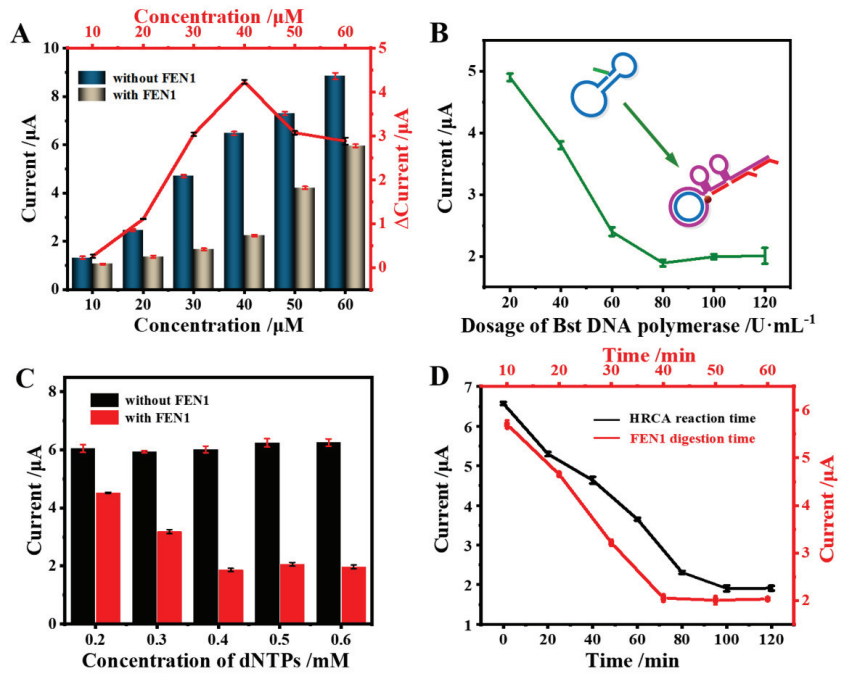 A
Concentration /μM
10 20 30 40 50 60
without FEN1
with FEN1
Current /μA
10
8
6
4
2
0
ΔCurrent /μA
5
4
3
2
1
0
10 20 30 40 50 60
Concentration /μM
B
Current /μA
5
4
3
2
20 40 60 80 100 120
Dosage of Bst DNA polymerase /U·mL⁻¹
C
without FEN1
with FEN1
Current /μA
8
6
4
2
0
0.2 0.3 0.4 0.5 0.6
Concentration of dNTPs /mM
D
Time /min
10 20 30 40 50 60
HRCA reaction time
FEN1 digestion time
Current /μA
7
6
5
4
3
2
1
Current /μA
6
5
4
3
2
0 20 40 60 80 100 120
Time /min